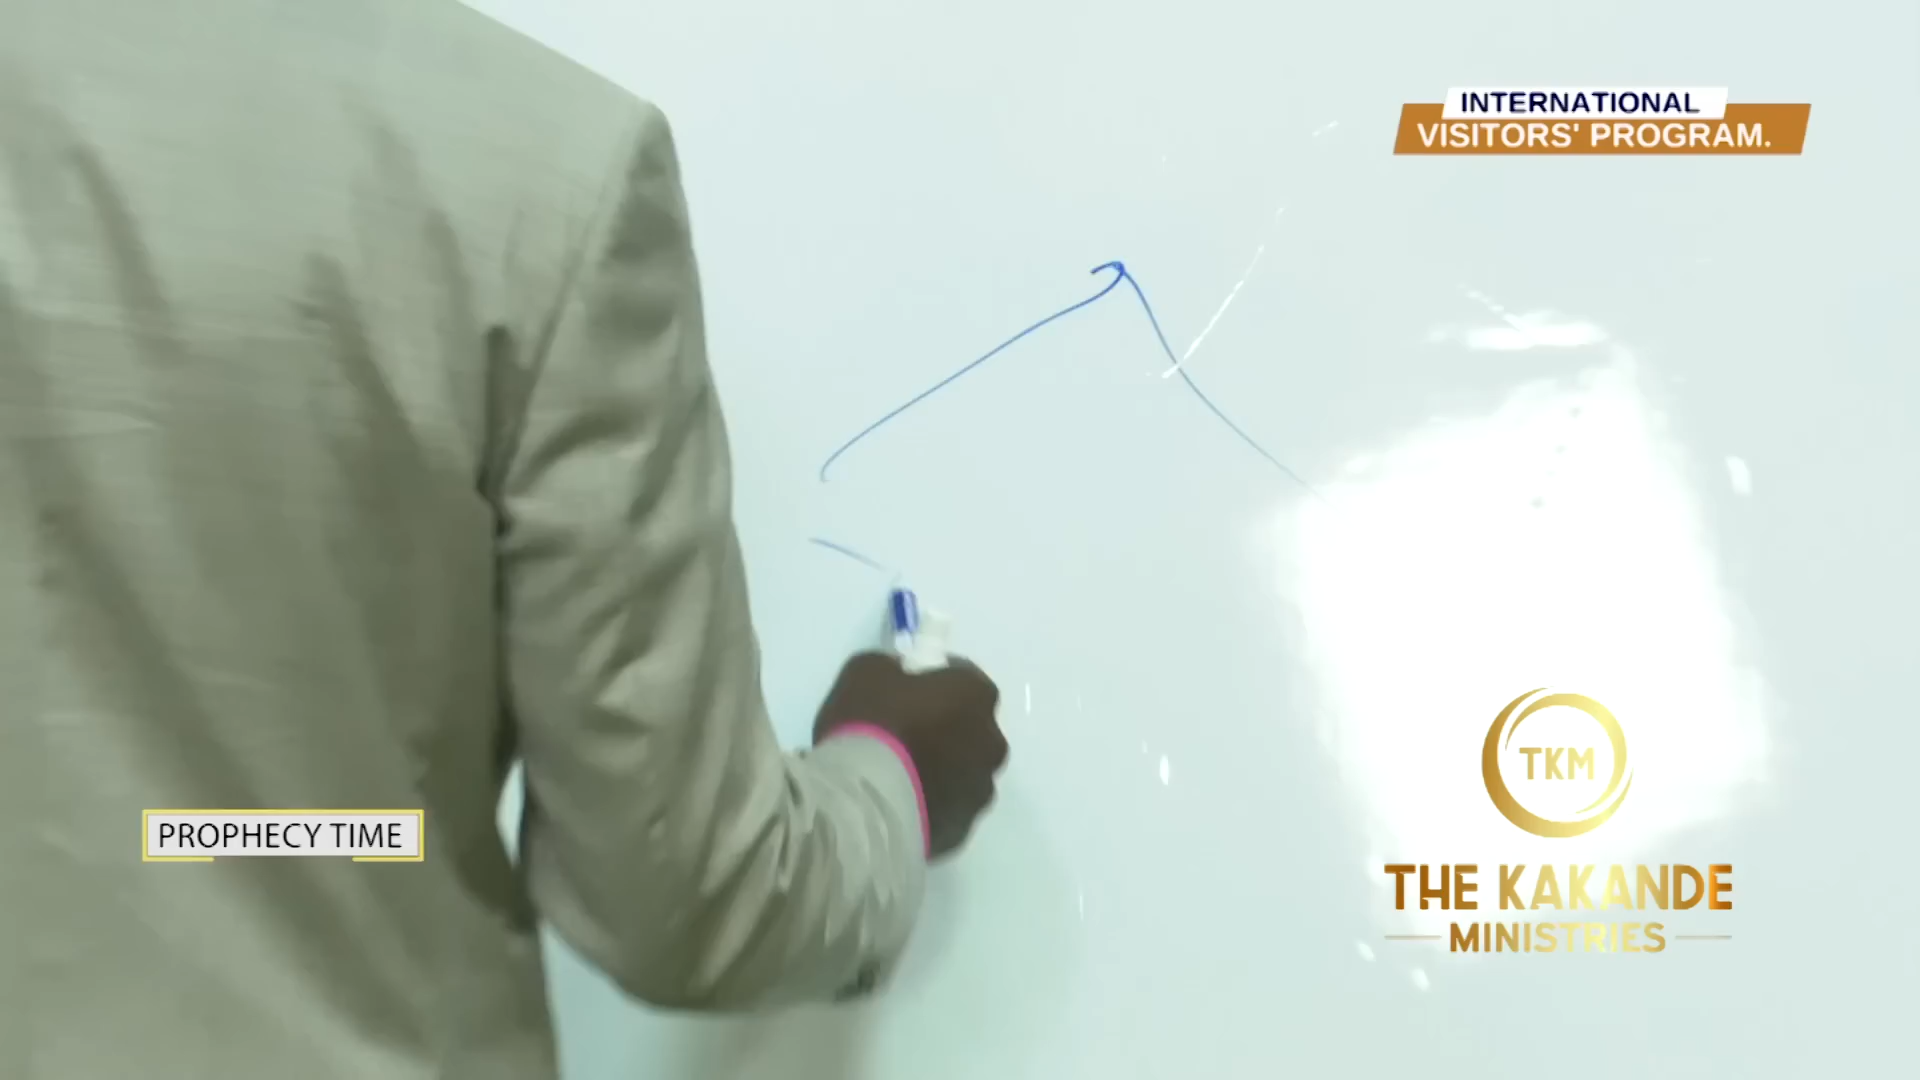 INTERNATIONAL
VISITORS' PROGRAM.
PROPHECY TIME
TKM
THE KAKANDE
MINISTRIES